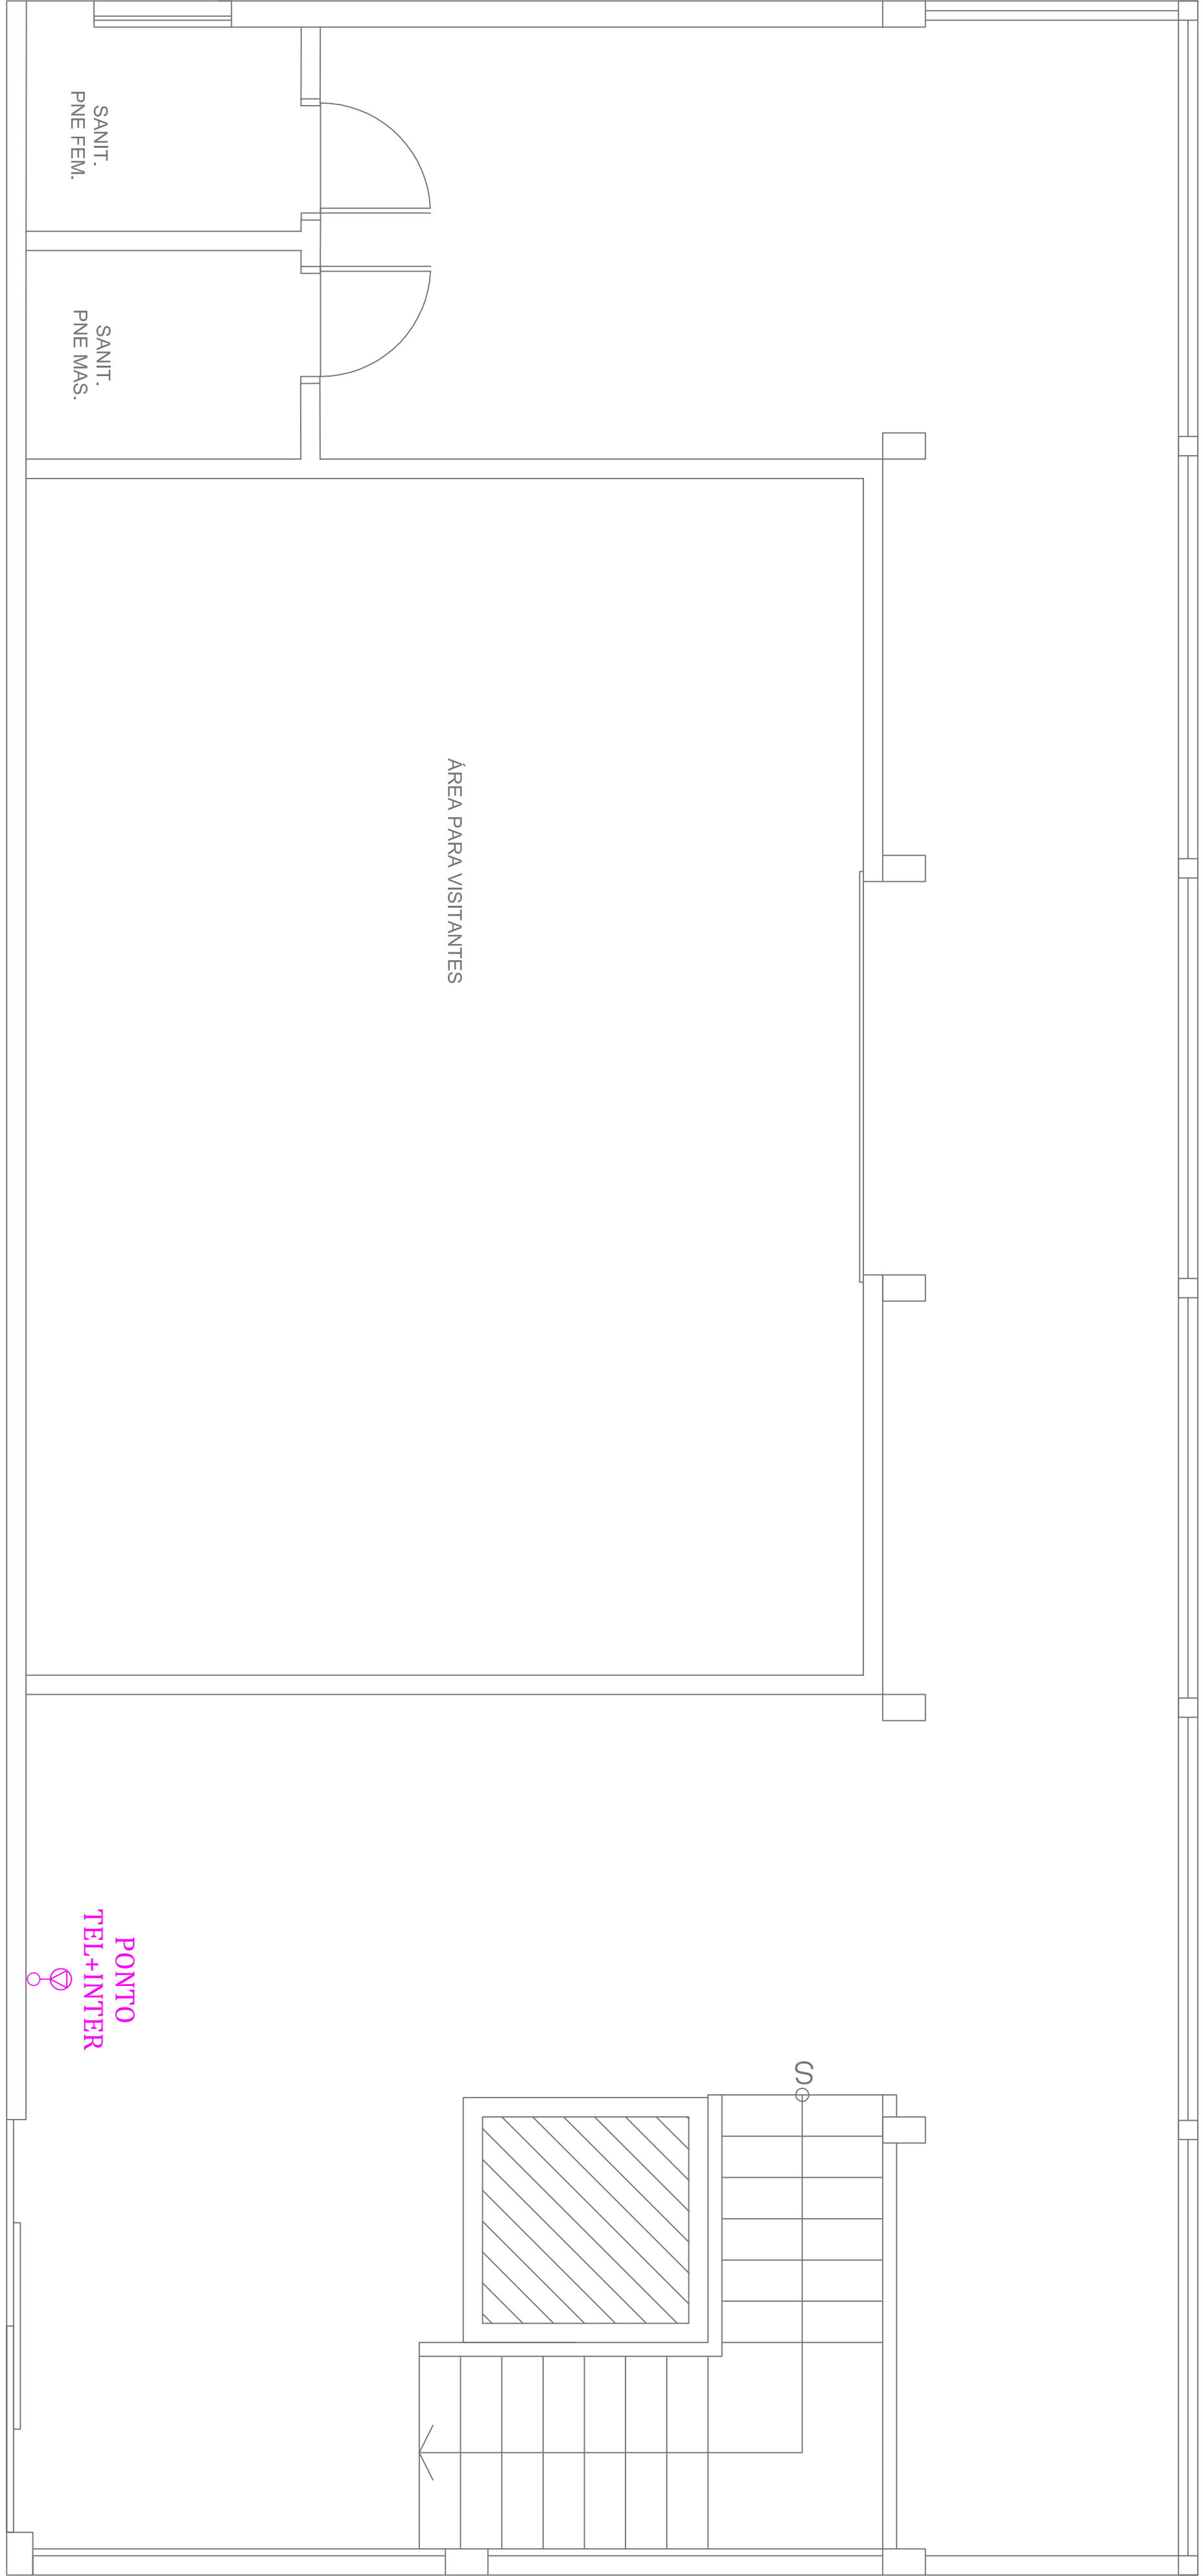 SANIT.
PNE FEM.
SANIT.
PNE MAS.
ÁREA PARA VISITANTES
PONTO
TEL+INTER
S